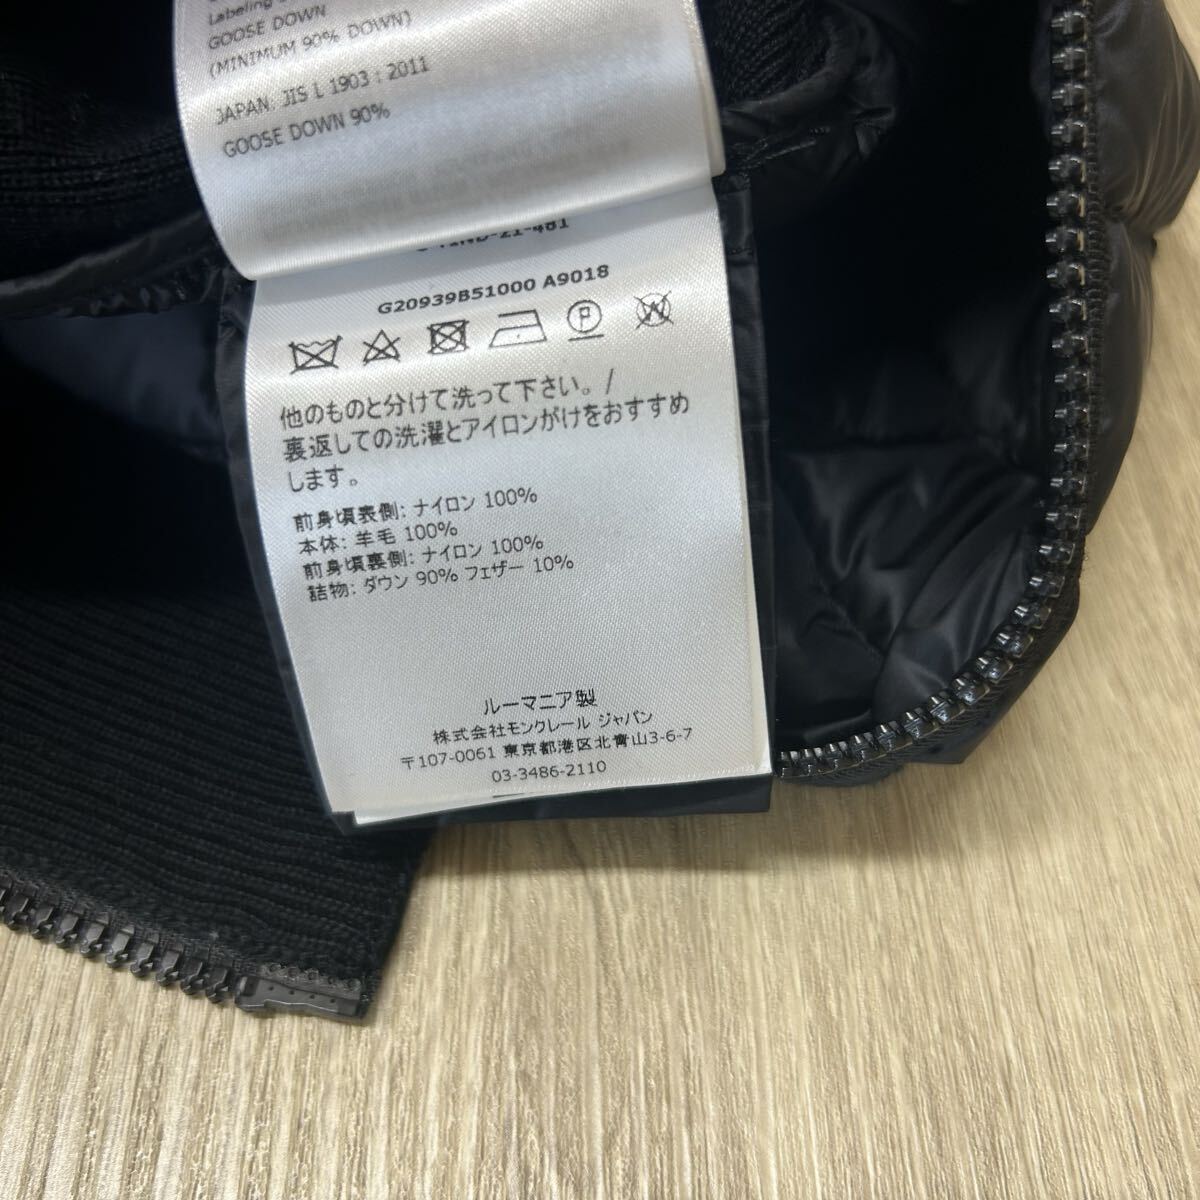 Labeling
GOOSE DOWN
(MINIMUM 90% DOWN)
JAPAN: JIS L 1903 : 2011
GOOSE DOWN 90%
G20939B51000 A9018
P
W
他のものと分けて洗って下さい。/
裏返しての洗濯とアイロンがけをおすすめ
します。
前身頃表側: ナイロン 100%
本体: 羊毛 100%
前身頃裏側: ナイロン 100%
詰物: ダウン 90% フェザー 10%
ルーマニア製
株式会社モンクレール ジャパン
〒107-0061 東京都港区北青山3-6-7
03-3486-2110